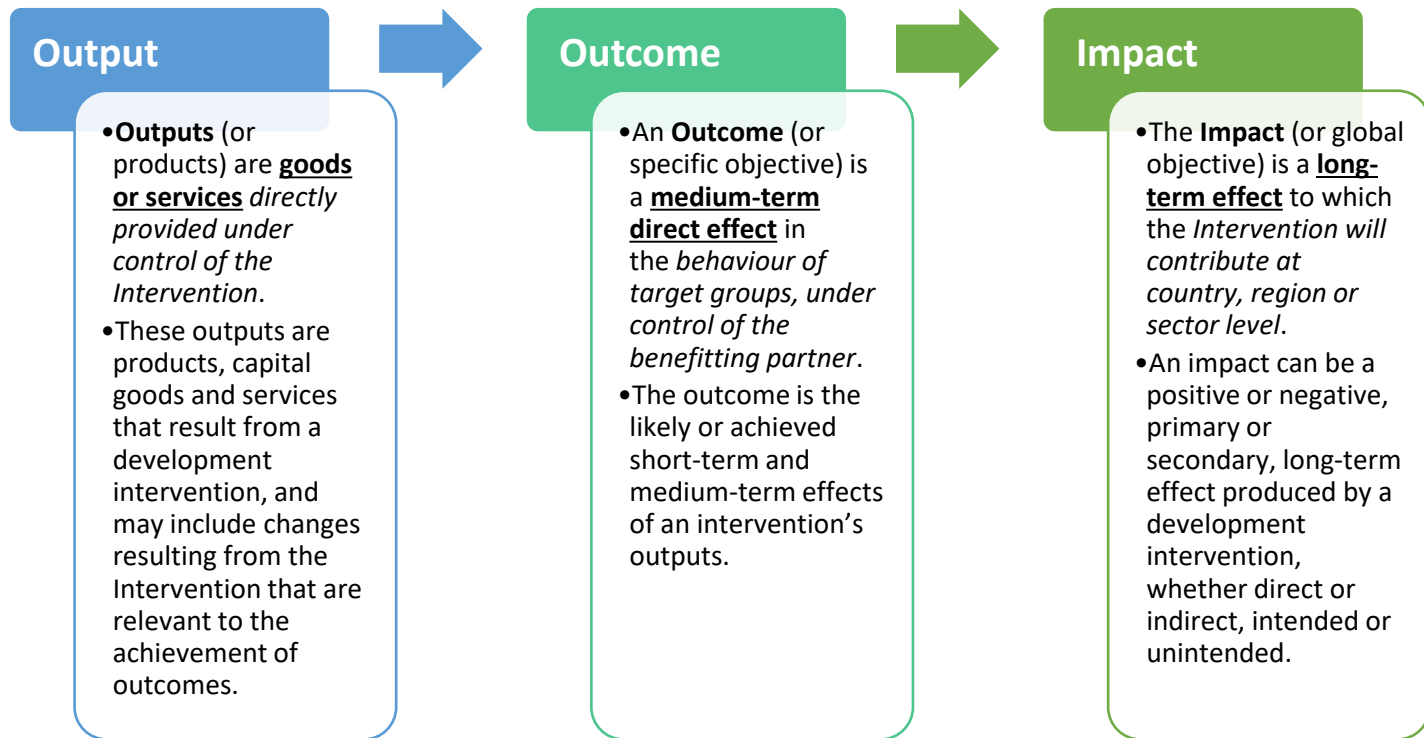 Output
•Outputs (or
products) are goods
or services directly
provided under
control of the
Intervention.
•These outputs are
products, capital
goods and services
that result from a
development
intervention, and
may include changes
resulting from the
Intervention that are
relevant to the
achievement of
outcomes.
Outcome
•An Outcome (or
specific objective) is
a medium-term
direct effect in
the behaviour of
target groups, under
control of the
benefitting partner.
•The outcome is the
likely or achieved
short-term and
medium-term effects
of an intervention’s
outputs.
Impact
•The Impact (or global
objective) is a long-
term effect to which
the Intervention will
contribute at
country, region or
sector level.
•An impact can be a
positive or negative,
primary or
secondary, long-term
effect produced by a
development
intervention,
whether direct or
indirect, intended or
unintended.